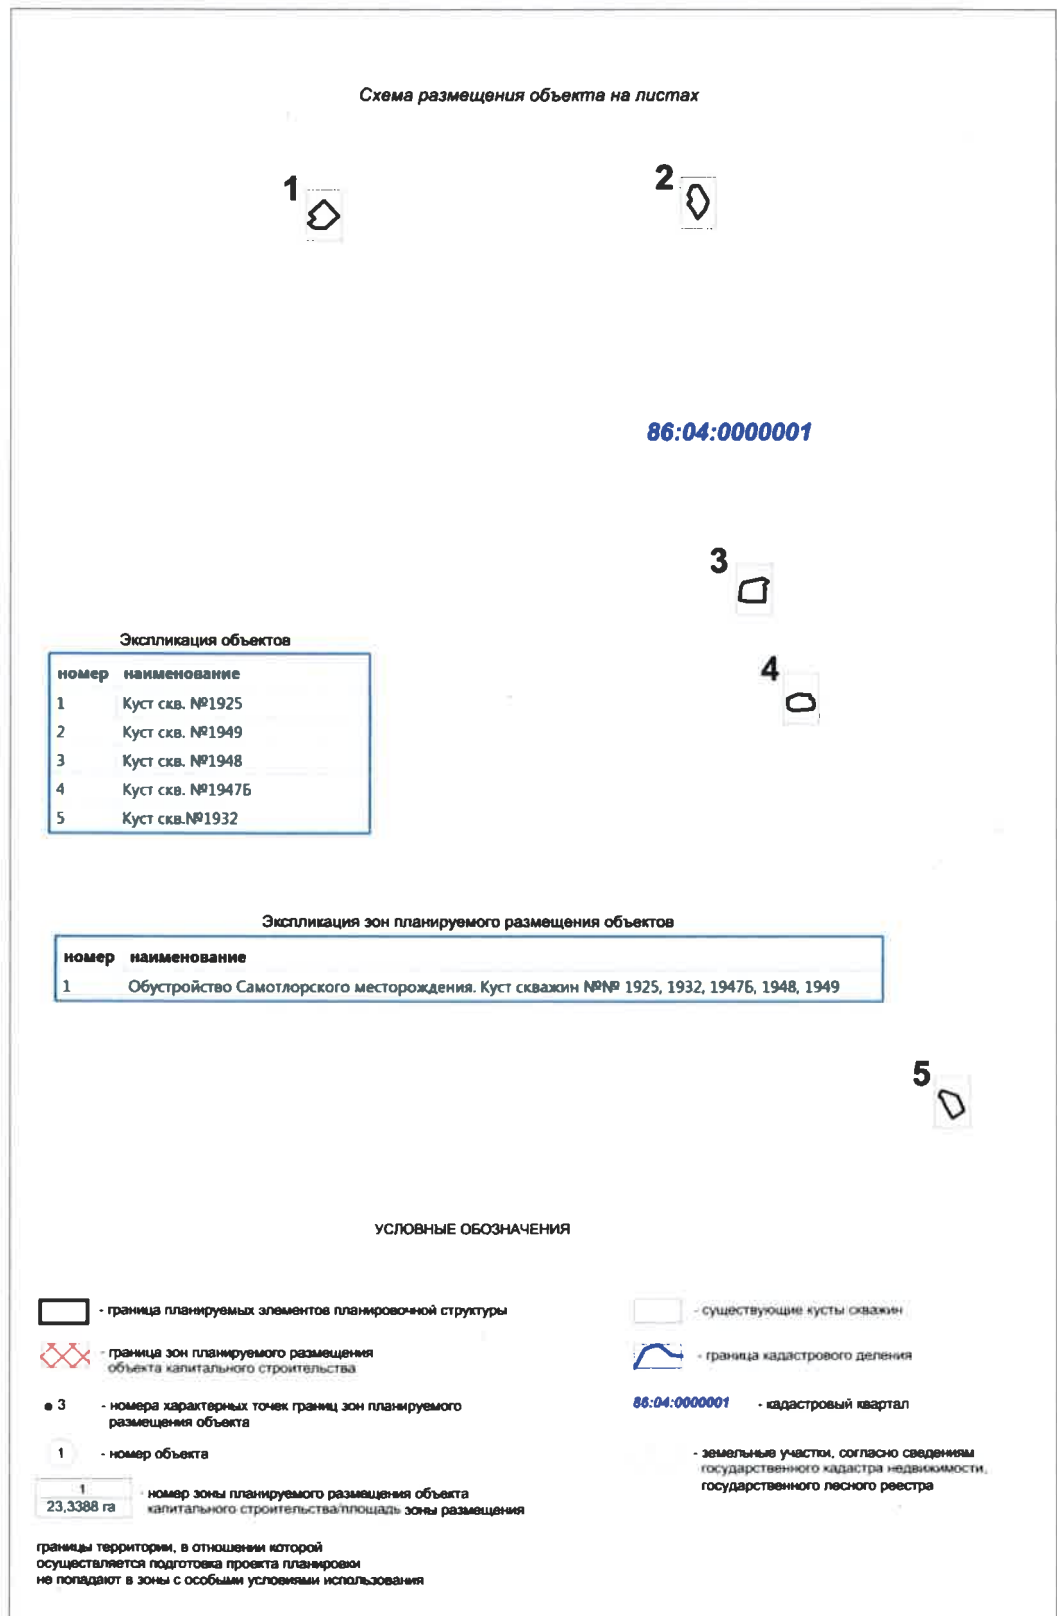 Схема размещения объекта на листах
1
2
86:04:0000001
3
4
Экспликация объектов
номер наименование
1 Куст скв. №1925
2 Куст скв. №1949
3 Куст скв. №1948
4 Куст скв. №1947Б
5 Куст скв.№1932
Экспликация зон планируемого размещения объектов
номер наименование
1 Обустройство Самотлорского месторождения. Куст скважин №№ 1925, 1932, 1947Б, 1948, 1949
5
УСЛОВНЫЕ ОБОЗНАЧЕНИЯ
- граница планируемых элементов планировочной структуры
- граница зон планируемого размещения
объекта капитального строительства
3 - номера характерных точек границ зон планируемого
размещения объекта
1 - номер объекта
1
23,3388 га
- номер зоны планируемого размещения объекта
капитального строительства/площадь зоны размещения
границы территории, в отношении которой
осуществляется подготовка проекта планировки
не попадают в зоны с особыми условиями использования
- существующие кусты скважин
- граница кадастрового деления
86:04:0000001 - кадастровый квартал
- земельные участки, согласно сведениям
государственного кадастра недвижимости,
государственного лесного реестра